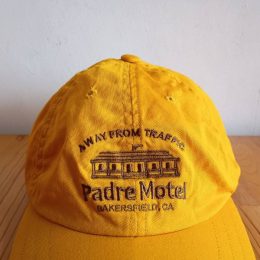 AWAY FROM TRAFFIC
Padre Motel
BAKERSFIELD, CA